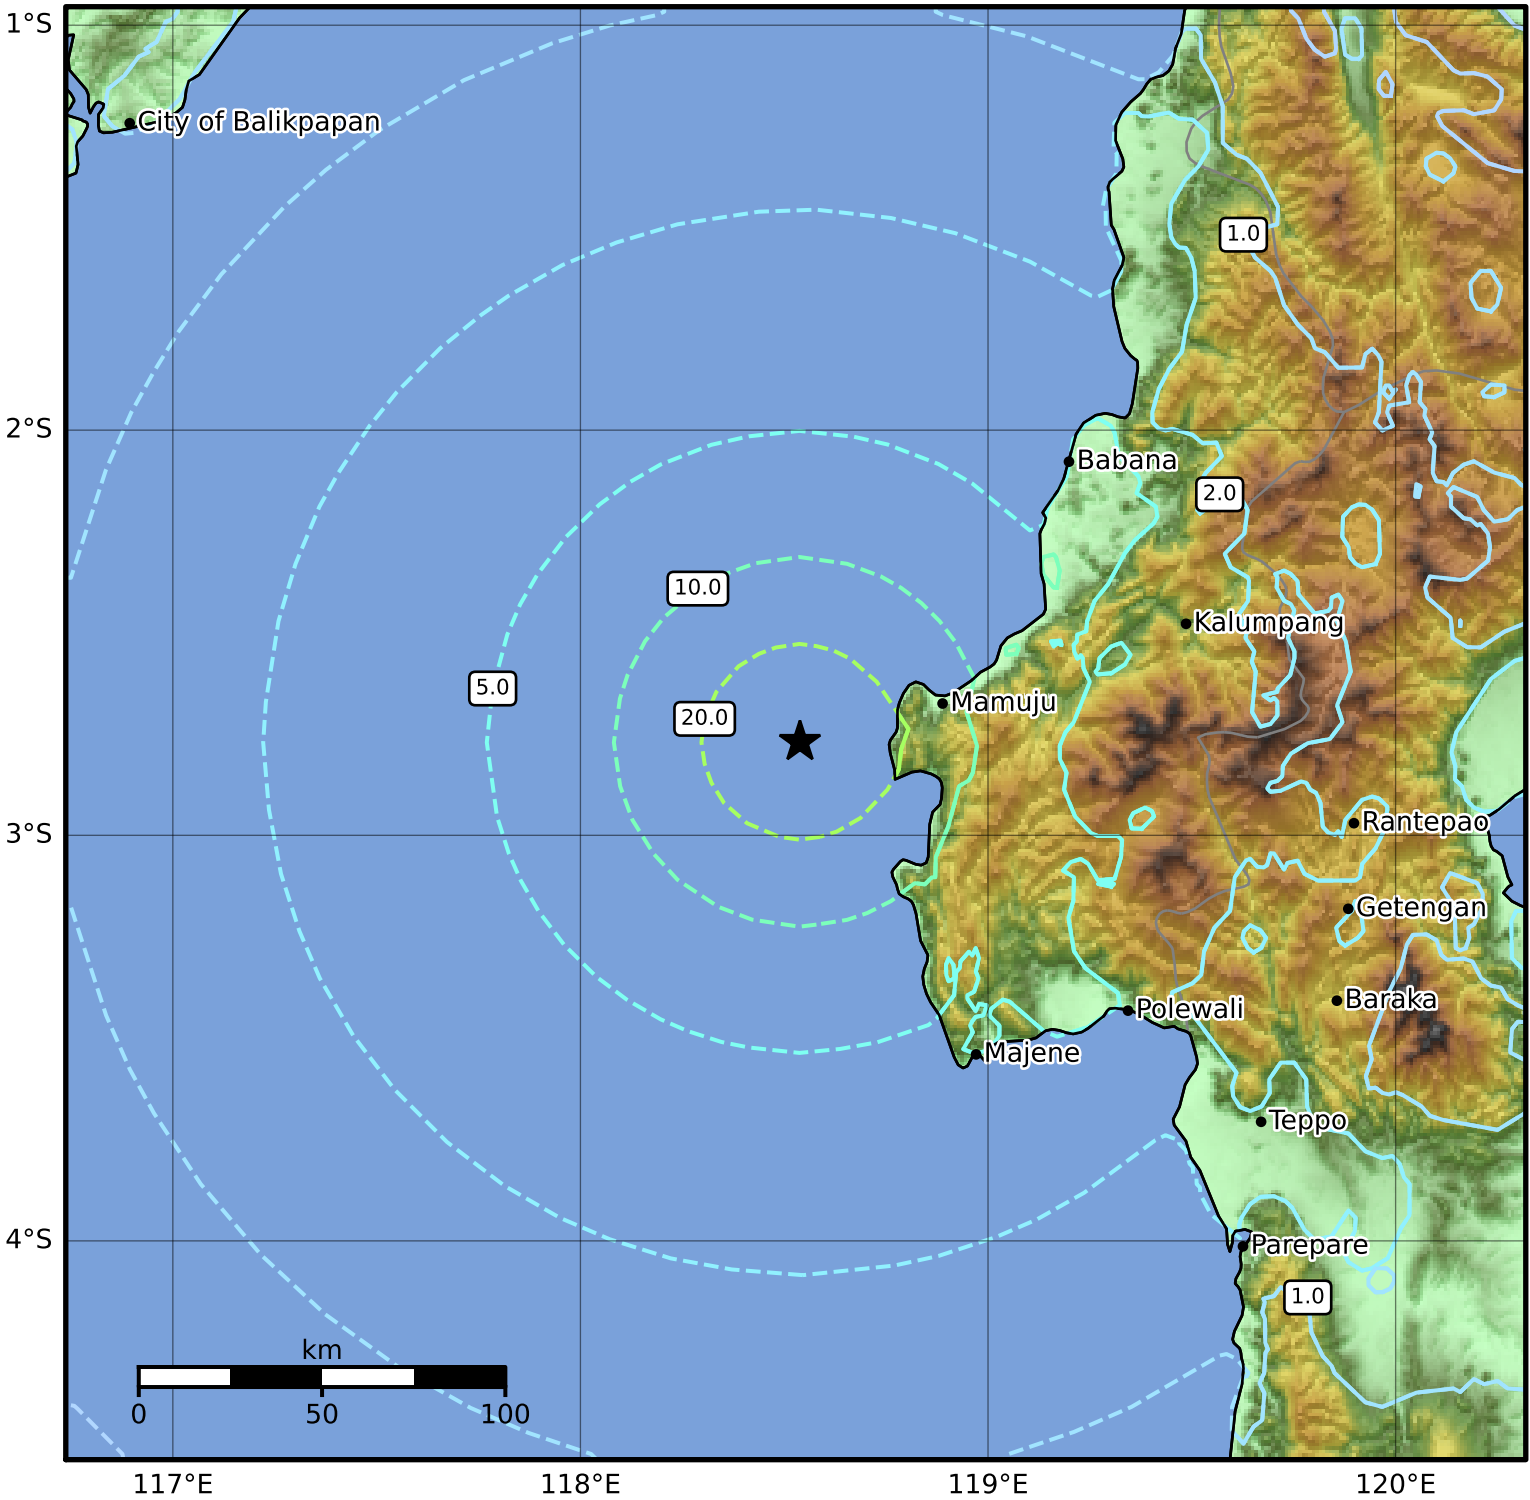 1°S
City of Balikpapan
1.0
2°S
Babana
2.0
10.0
Kalumpang
5.0
20.0
Mamuju
3°S
Rantepao
Getengan
Baraka
Polewali
Majene
Teppo
4°S
Parepare
1.0
km
0 50 100
117°E 118°E 119°E 120°E